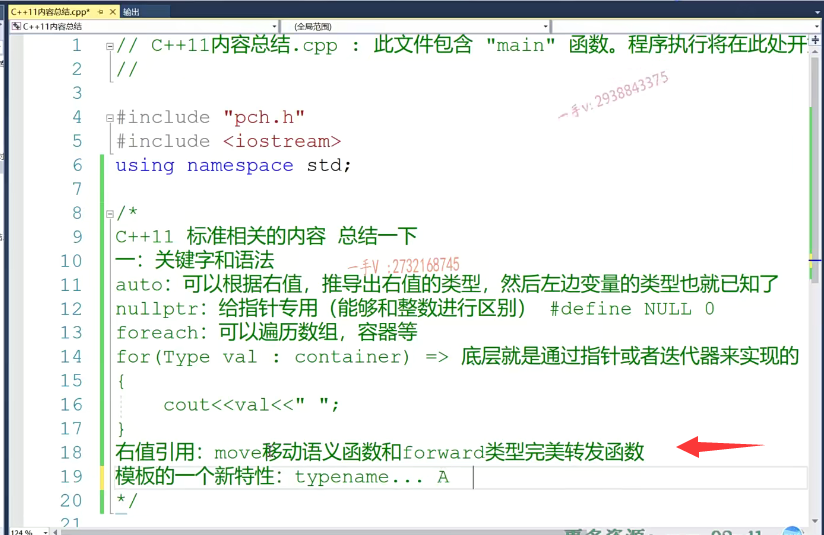 C++11内容总结.cpp* 输出
C++11内容总结 (全局范围)
1 // C++11内容总结.cpp : 此文件包含 "main" 函数。程序执行将在此处开
2 //
3
4 #include "pch.h"
5 #include <iostream>
6 using namespace std;
7
8 /*
9 C++11 标准相关的内容 总结一下
10 一：关键字和语法
11 auto：可以根据右值，推导出右值的类型，然后左边变量的类型也就已知了
12 nullptr：给指针专用（能够和整数进行区别） #define NULL 0
13 foreach：可以遍历数组，容器等
14 for(Type val : container) => 底层就是通过指针或者迭代器来实现的
15 {
16 cout<<val<<" ";
17 }
18 右值引用：move移动语义函数和forward类型完美转发函数
19 模板的一个新特性：typename... A
20 */
21
一手v: 2938843375
一手V :2732168745
124 %